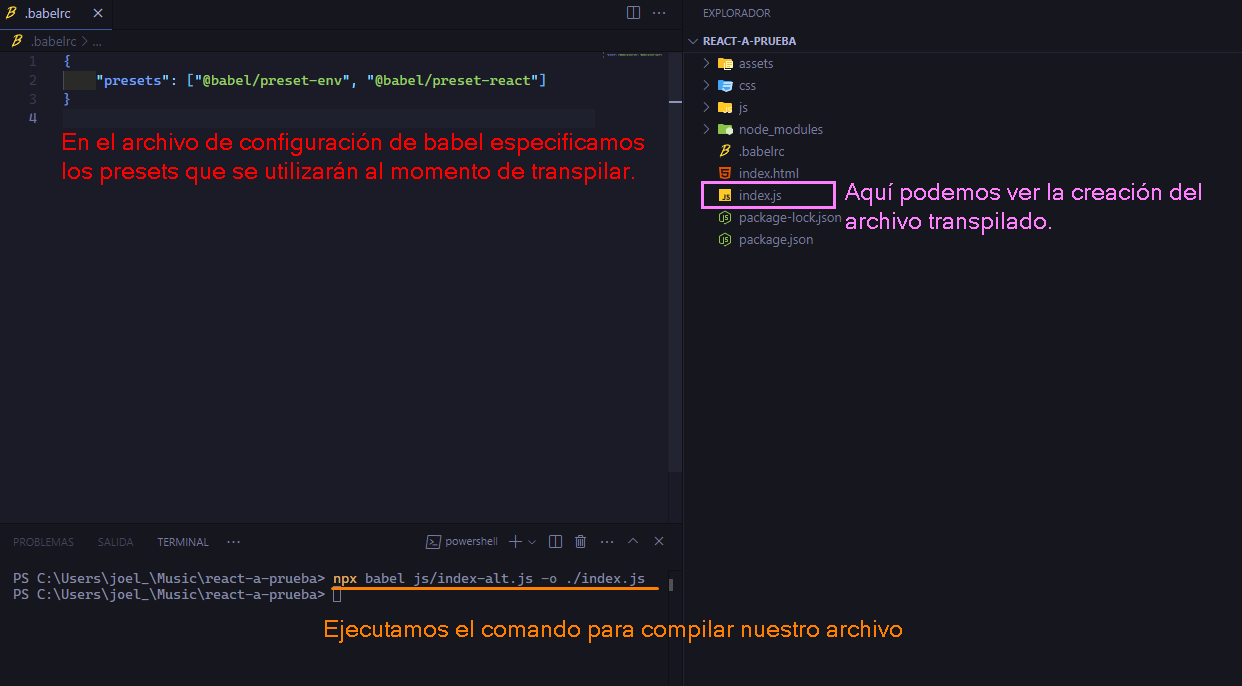 .babelrc
.babelrc > ...
1 {
2 "presets": ["@babel/preset-env", "@babel/preset-react"]
3 }
4
En el archivo de configuración de babel especificamos
los presets que se utilizarán al momento de transpilar.
EXPLORADOR
REACT-A-PRUEBA
assets
css
js
node_modules
.babelrc
index.html
index.js
package-lock.json
package.json
Aquí podemos ver la creación del
archivo transpilado.
PROBLEMAS SALIDA TERMINAL ... powershell
PS C:\Users\joel_\Music\react-a-prueba> npx babel js/index-alt.js -o ./index.js
PS C:\Users\joel_\Music\react-a-prueba>
Ejecutamos el comando para compilar nuestro archivo